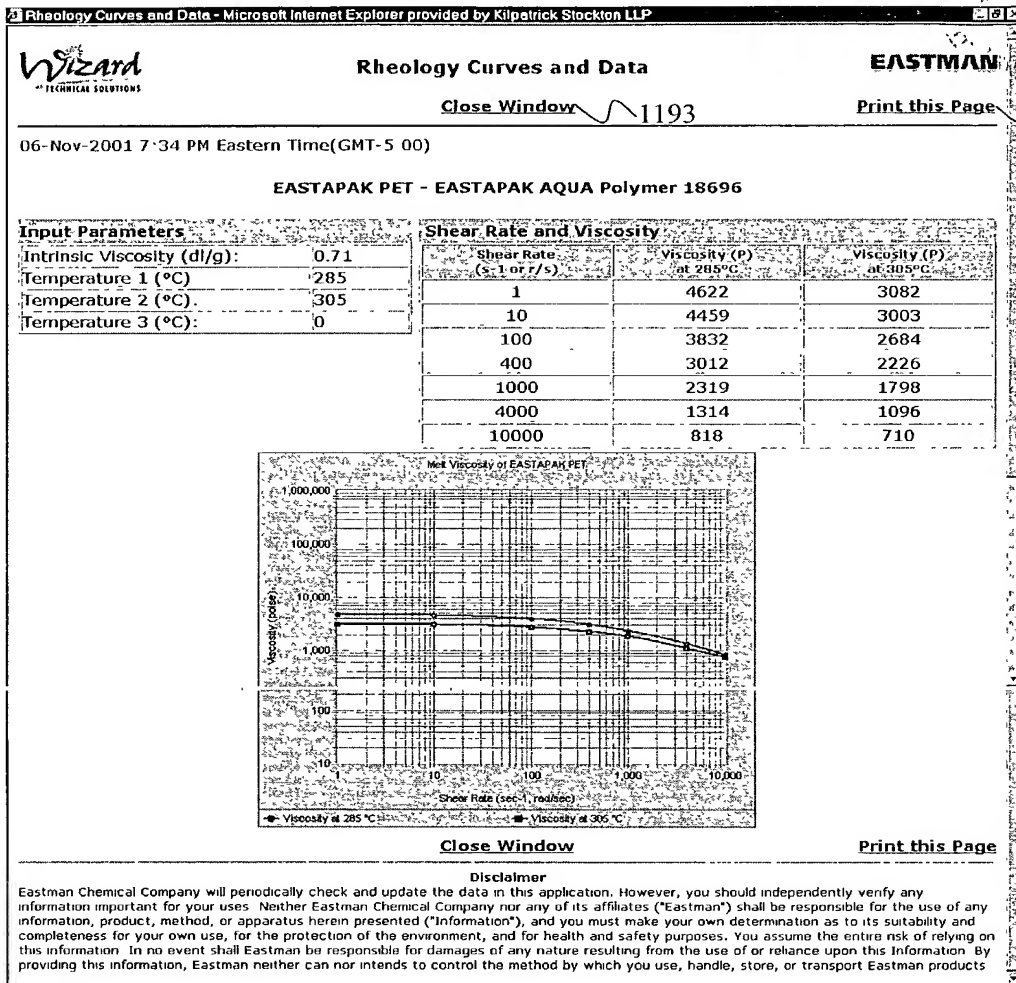 Rheology Curves and Data - Microsoft Internet Explorer provided by Kilpatrick Stockton LLP
Wizard
TECHNICAL SOLUTIONS
Rheology Curves and Data
EASTMAN
Close Window
1193
Print this Page
06-Nov-2001 7:34 PM Eastern Time(GMT-5 00)
EASTAPAK PET - EASTAPAK AQUA Polymer 18696
Input Parameters
Intrinsic Viscosity (dl/g): 0.71
Temperature 1 (°C) 285
Temperature 2 (°C). 305
Temperature 3 (°C): 0
Shear Rate and Viscosity
Shear Rate (s-1 or r/s) Viscosity (P) at 285°C Viscosity (P) at 305°C
1 4622 3082
10 4459 3003
100 3832 2684
400 3012 2226
1000 2319 1798
4000 1314 1096
10000 818 710
Melt Viscosity of EASTAPAK PET
Viscosity (poise)
1,000,000
100,000
10,000
1,000
100
10
1 10 100 1,000 10,000
Shear Rate (sec-1, rad/sec)
Viscosity at 285 °C Viscosity at 305 °C
Close Window
Print this Page
Disclaimer
Eastman Chemical Company will periodically check and update the data in this application. However, you should independently verify any
information important for your uses Neither Eastman Chemical Company nor any of its affiliates ("Eastman") shall be responsible for the use of any
information, product, method, or apparatus herein presented ("Information"), and you must make your own determination as to its suitability and
completeness for your own use, for the protection of the environment, and for health and safety purposes. You assume the entire risk of relying on
this information. In no event shall Eastman be responsible for damages of any nature resulting from the use of or reliance upon this Information By
providing this information, Eastman neither can nor intends to control the method by which you use, handle, store, or transport Eastman products